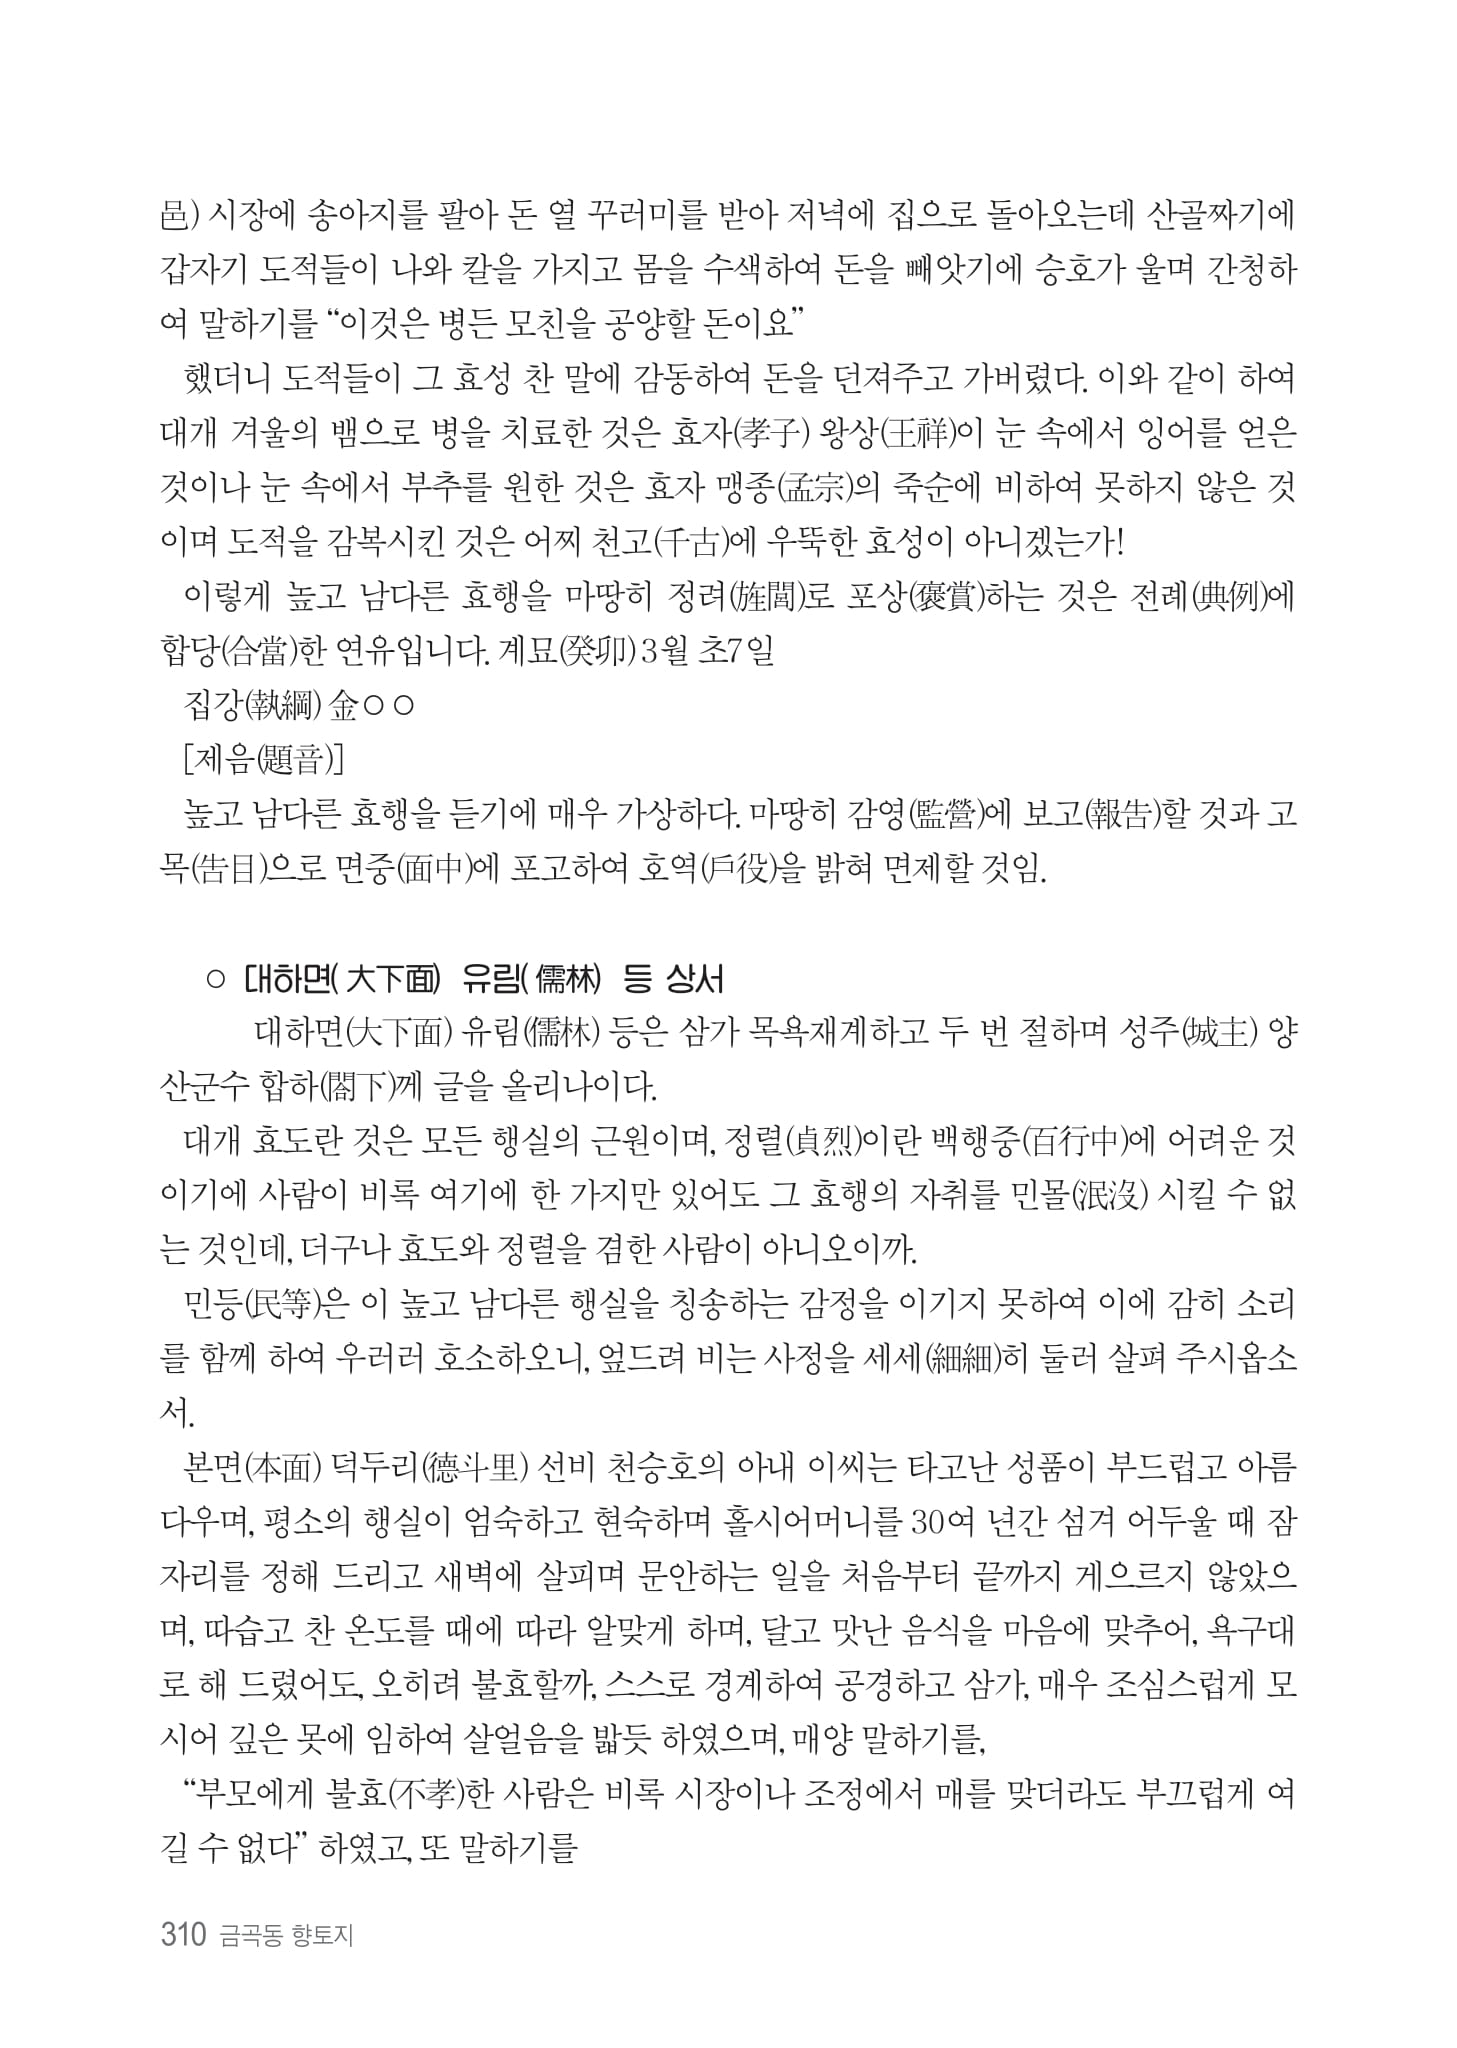 邑) 시장에 송아지를 팔아 돈 열 꾸러미를 받아 저녁에 집으로 돌아오는데 산골짜기에
갑자기 도적들이 나와 칼을 가지고 몸을 수색하여 돈을 빼앗기에 승호가 울며 간청하
여 말하기를 “이것은 병든 모친을 공양할 돈이요”
했더니 도적들이 그 효성 찬 말에 감동하여 돈을 던져주고 가버렸다. 이와 같이 하여
대개 겨울의 뱀으로 병을 치료한 것은 효자(孝子) 왕상(王祥)이 눈 속에서 잉어를 얻은
것이나 눈 속에서 부추를 원한 것은 효자 맹종(孟宗)의 죽순에 비하여 못하지 않은 것
이며 도적을 감복시킨 것은 어찌 천고(千古)에 우뚝한 효성이 아니겠는가!
이렇게 높고 남다른 효행을 마땅히 정려(旌閭)로 포상(褒賞)하는 것은 전례(典例)에
합당(合當)한 연유입니다. 계묘(癸卯) 3월 초7일
집강(執綱) 金○○
[제음(題音)]
높고 남다른 효행을 듣기에 매우 가상하다. 마땅히 감영(監營)에 보고(報告)할 것과 고
목(告目)으로 면중(面中)에 포고하여 호역(戶役)을 밝혀 면제할 것임.
○ 대하면(大下面) 유림(儒林) 등 상서
대하면(大下面) 유림(儒林) 등은 삼가 목욕재계하고 두 번 절하며 성주(城主) 양
산군수 합하(閤下)께 글을 올리나이다.
대개 효도란 것은 모든 행실의 근원이며, 정렬(貞烈)이란 백행중(百行中)에 어려운 것
이기에 사람이 비록 여기에 한 가지만 있어도 그 효행의 자취를 민몰(泯沒) 시킬 수 없
는 것인데, 더구나 효도와 정렬을 겸한 사람이 아니오이까.
민등(民等)은 이 높고 남다른 행실을 칭송하는 감정을 이기지 못하여 이에 감히 소리
를 함께 하여 우러러 호소하오니, 엎드려 비는 사정을 세세(細細)히 둘러 살펴 주시옵소
서.
본면(本面) 덕두리(德斗里) 선비 천승호의 아내 이씨는 타고난 성품이 부드럽고 아름
다우며, 평소의 행실이 엄숙하고 현숙하며 홀시어머니를 30여 년간 섬겨 어두울 때 잠
자리를 정해 드리고 새벽에 살피며 문안하는 일을 처음부터 끝까지 게으르지 않았으
며, 따습고 찬 온도를 때에 따라 알맞게 하며, 달고 맛난 음식을 마음에 맞추어, 욕구대
로 해 드렸어도, 오히려 불효할까, 스스로 경계하여 공경하고 삼가, 매우 조심스럽게 모
시어 깊은 못에 임하여 살얼음을 밟듯 하였으며, 매양 말하기를,
“부모에게 불효(不孝)한 사람은 비록 시장이나 조정에서 매를 맞더라도 부끄럽게 여
길 수 없다” 하였고, 또 말하기를
310 금곡동 향토지